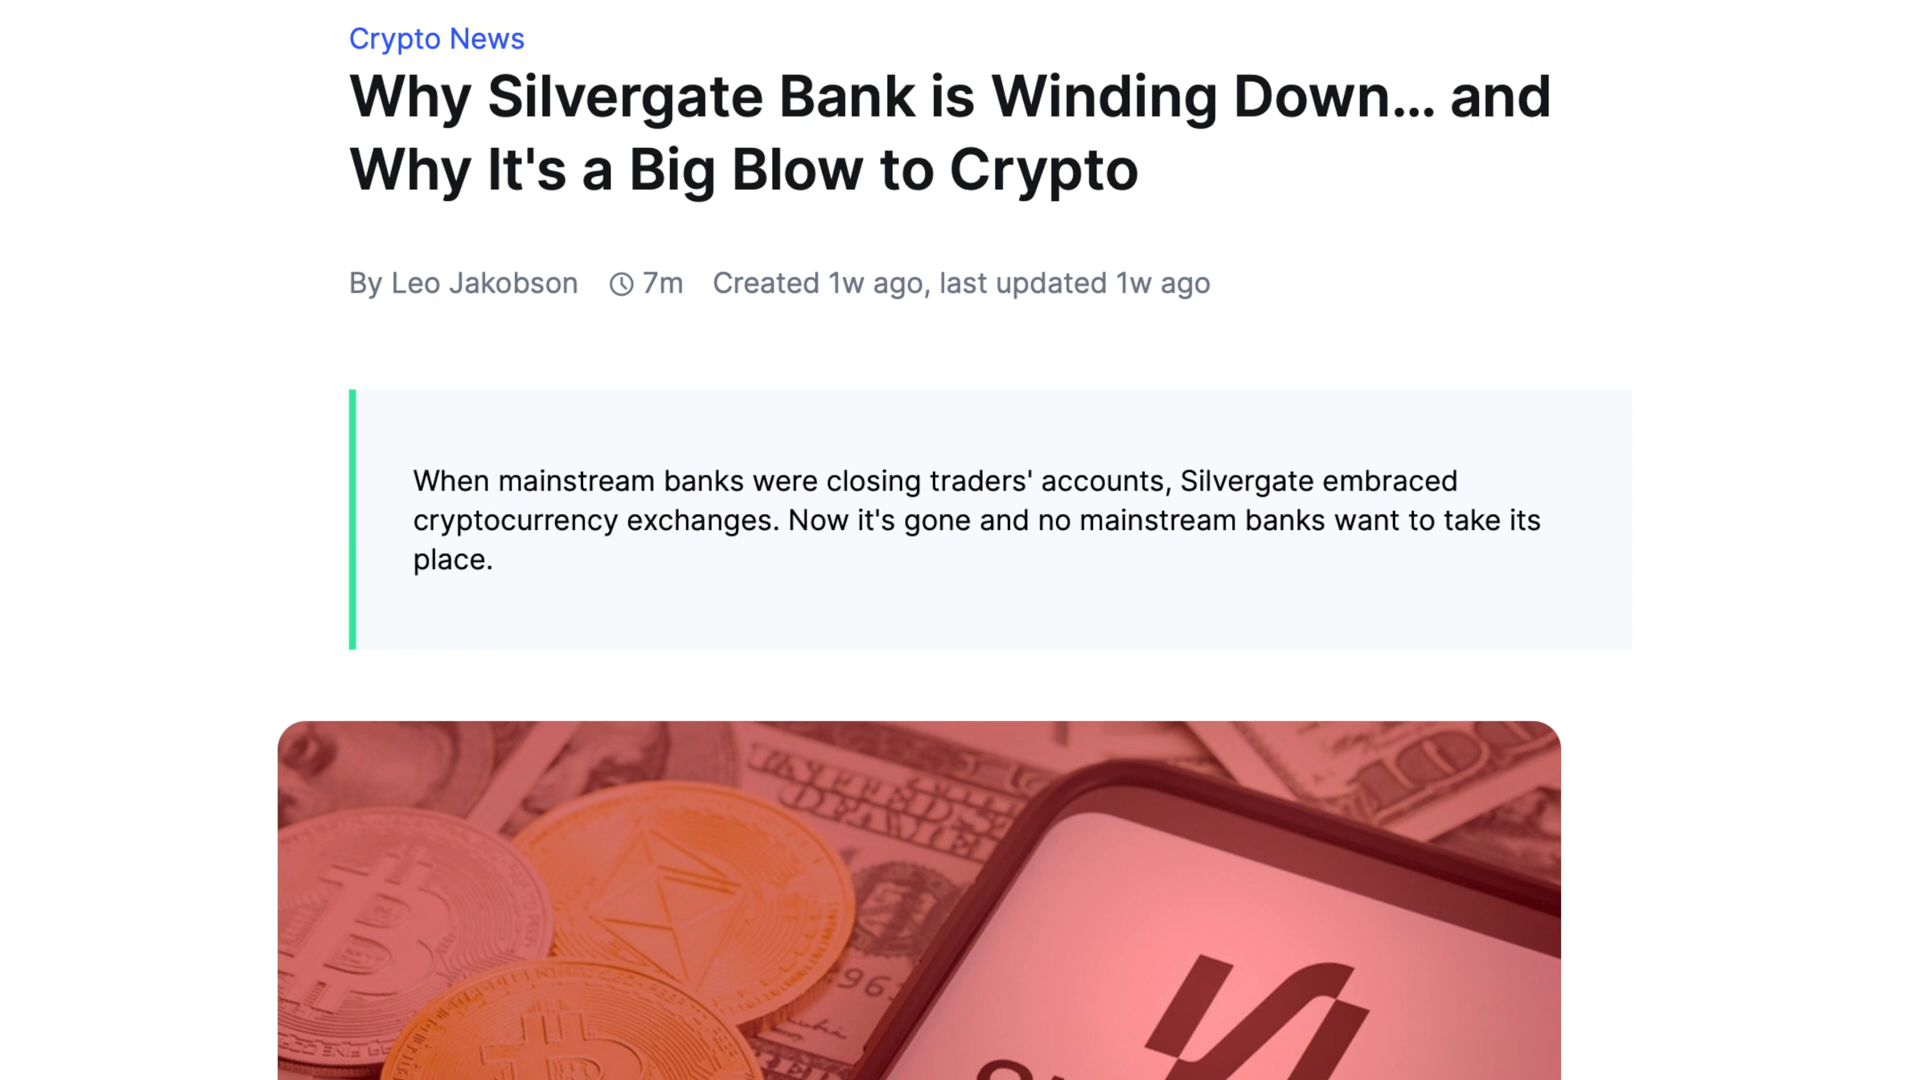 Crypto News
Why Silvergate Bank is Winding Down... and
Why It's a Big Blow to Crypto
By Leo Jakobson 7m Created 1w ago, last updated 1w ago
When mainstream banks were closing traders' accounts, Silvergate embraced
cryptocurrency exchanges. Now it's gone and no mainstream banks want to take its
place.
100
96